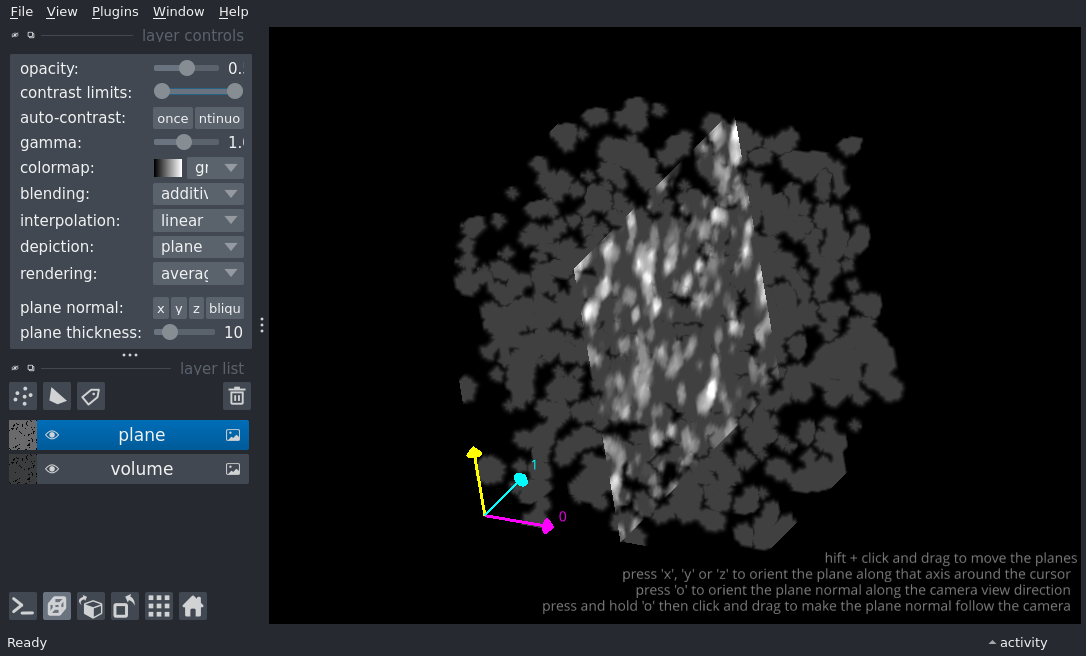 File View Plugins Window Help
layer controls
opacity: 0.
contrast limits:
auto-contrast: once ntinuo
gamma: 1.
colormap: gr
blending: additiv
interpolation: linear
depiction: plane
rendering: averag
plane normal: x y z bliqu
plane thickness: 10
layer list
plane
volume
1
0
hift + click and drag to move the planes
press 'x', 'y' or 'z' to orient the plane along that axis around the cursor
press 'o' to orient the plane normal along the camera view direction
press and hold 'o' then click and drag to make the plane normal follow the camera
Ready
activity